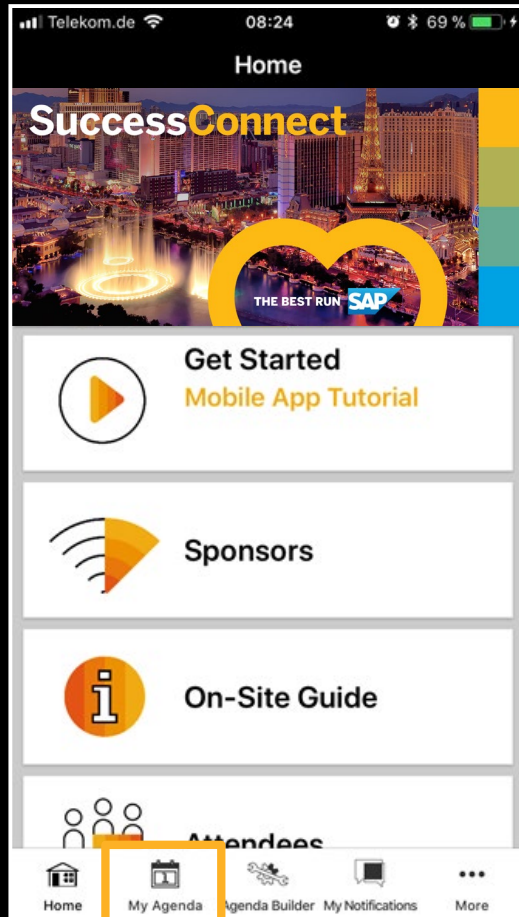 Telekom.de 08:24 69 %
Home
SuccessConnect
THE BEST RUN SAP
Get Started
Mobile App Tutorial
Sponsors
i
On-Site Guide
Attendees
1
Home My Agenda Agenda Builder My Notifications More